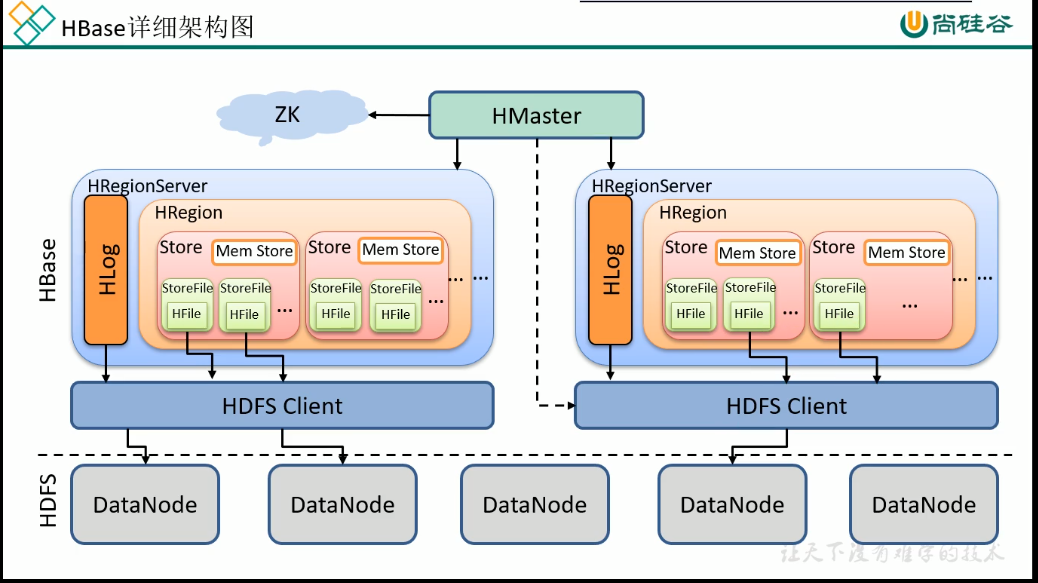 HBase详细架构图
尚硅谷
ZK
HMaster
HRegionServer
HRegionServer
HRegion
HRegion
HBase
HLog
Store
Mem Store
Store
Mem Store
... ...
StoreFile
StoreFile
StoreFile
StoreFile
HFile
HFile
...
HFile
HFile
...
HLog
Store
Mem Store
Store
Mem Store
... ...
StoreFile
StoreFile
StoreFile
HFile
HFile
...
HFile
...
HDFS Client
HDFS Client
HDFS
DataNode
DataNode
DataNode
DataNode
DataNode
让天下没有难学的技术